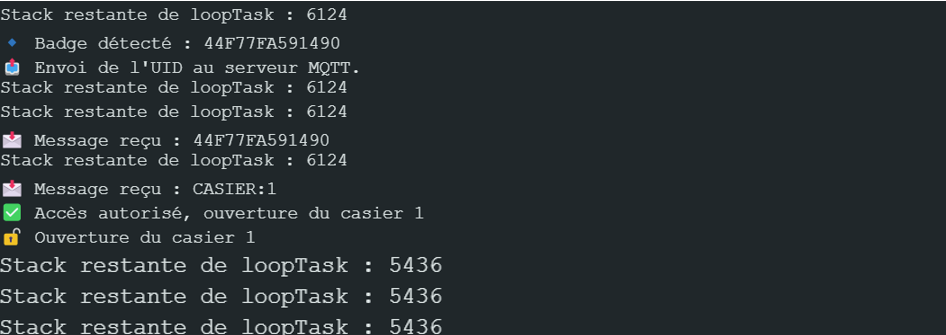 Stack restante de loopTask : 6124
🔹 Badge détecté : 44F77FA591490
📤 Envoi de l'UID au serveur MQTT.
Stack restante de loopTask : 6124
Stack restante de loopTask : 6124
📩 Message reçu : 44F77FA591490
Stack restante de loopTask : 6124
📩 Message reçu : CASIER:1
✅ Accès autorisé, ouverture du casier 1
🔓 Ouverture du casier 1
Stack restante de loopTask : 5436
Stack restante de loopTask : 5436
Stack restante de loopTask : 5436